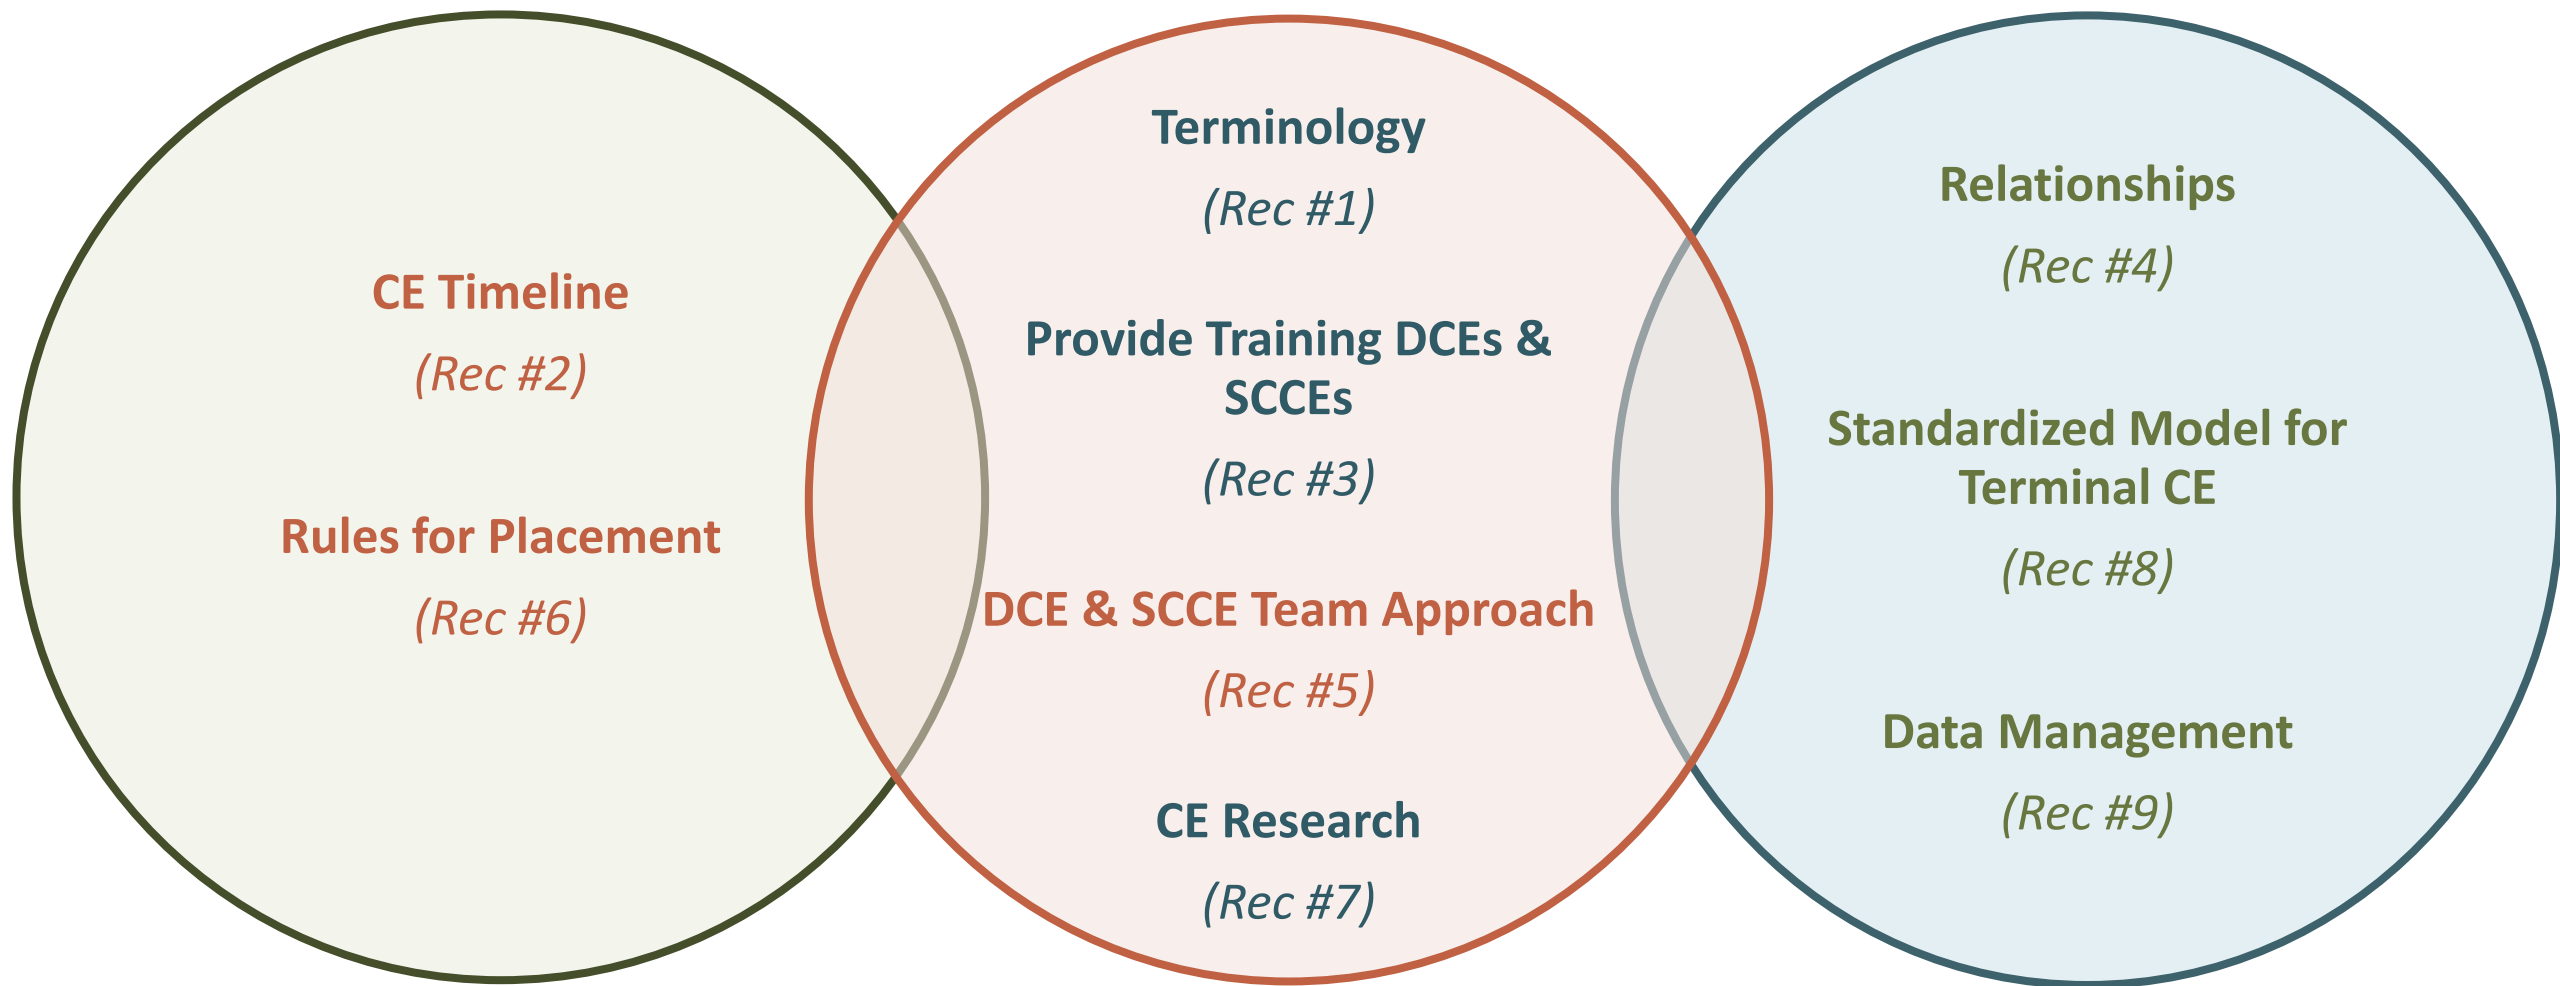 CE Timeline
(Rec #2)
Rules for Placement
(Rec #6)
Terminology
(Rec #1)
Provide Training DCEs &
SCCEs
(Rec #3)
DCE & SCCE Team Approach
(Rec #5)
CE Research
(Rec #7)
Relationships
(Rec #4)
Standardized Model for
Terminal CE
(Rec #8)
Data Management
(Rec #9)